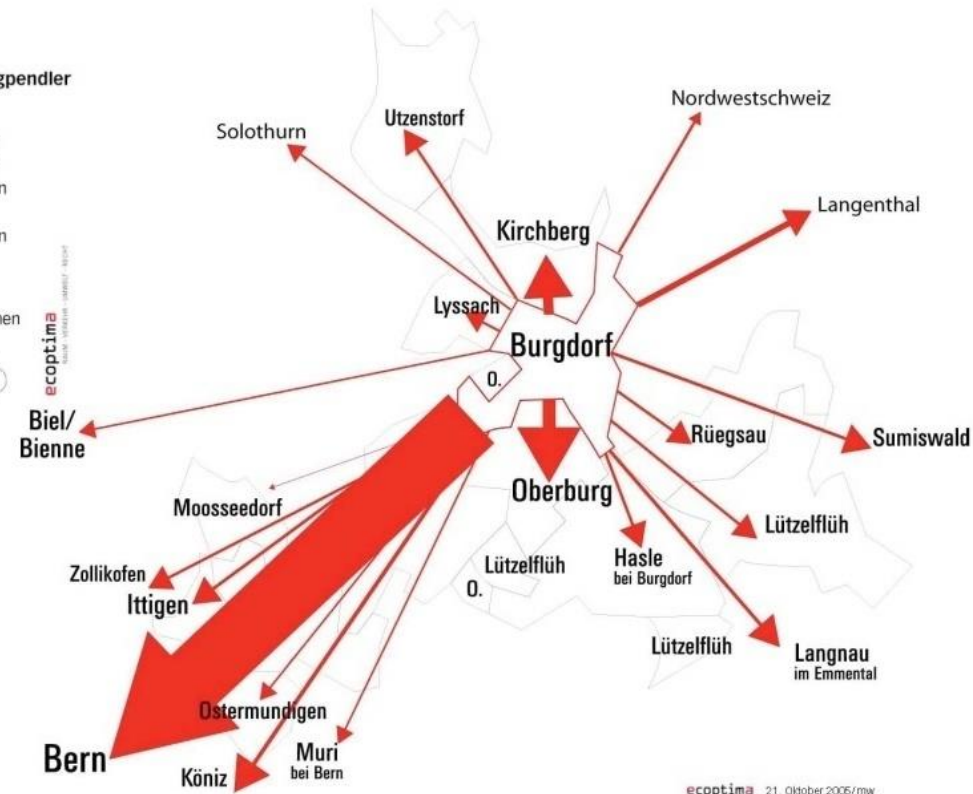 gpendler
Solothurn
Utzenstorf
Nordwestschweiz
Langenthal
Kirchberg
Lyssach
Burgdorf
O.
ecoptima
Biel/
Bienne
Rüegsau
Sumiswald
Oberburg
Moosseedorf
Lützelflüh
Zollikofen
Ittigen
Lützelflüh
O.
Hasle
bei Burgdorf
Lützelflüh
Langnau
im Emmental
Ostermundigen
Bern
Köniz
Muri
bei Bern
ecoptima 21. Oktober 2005/mw